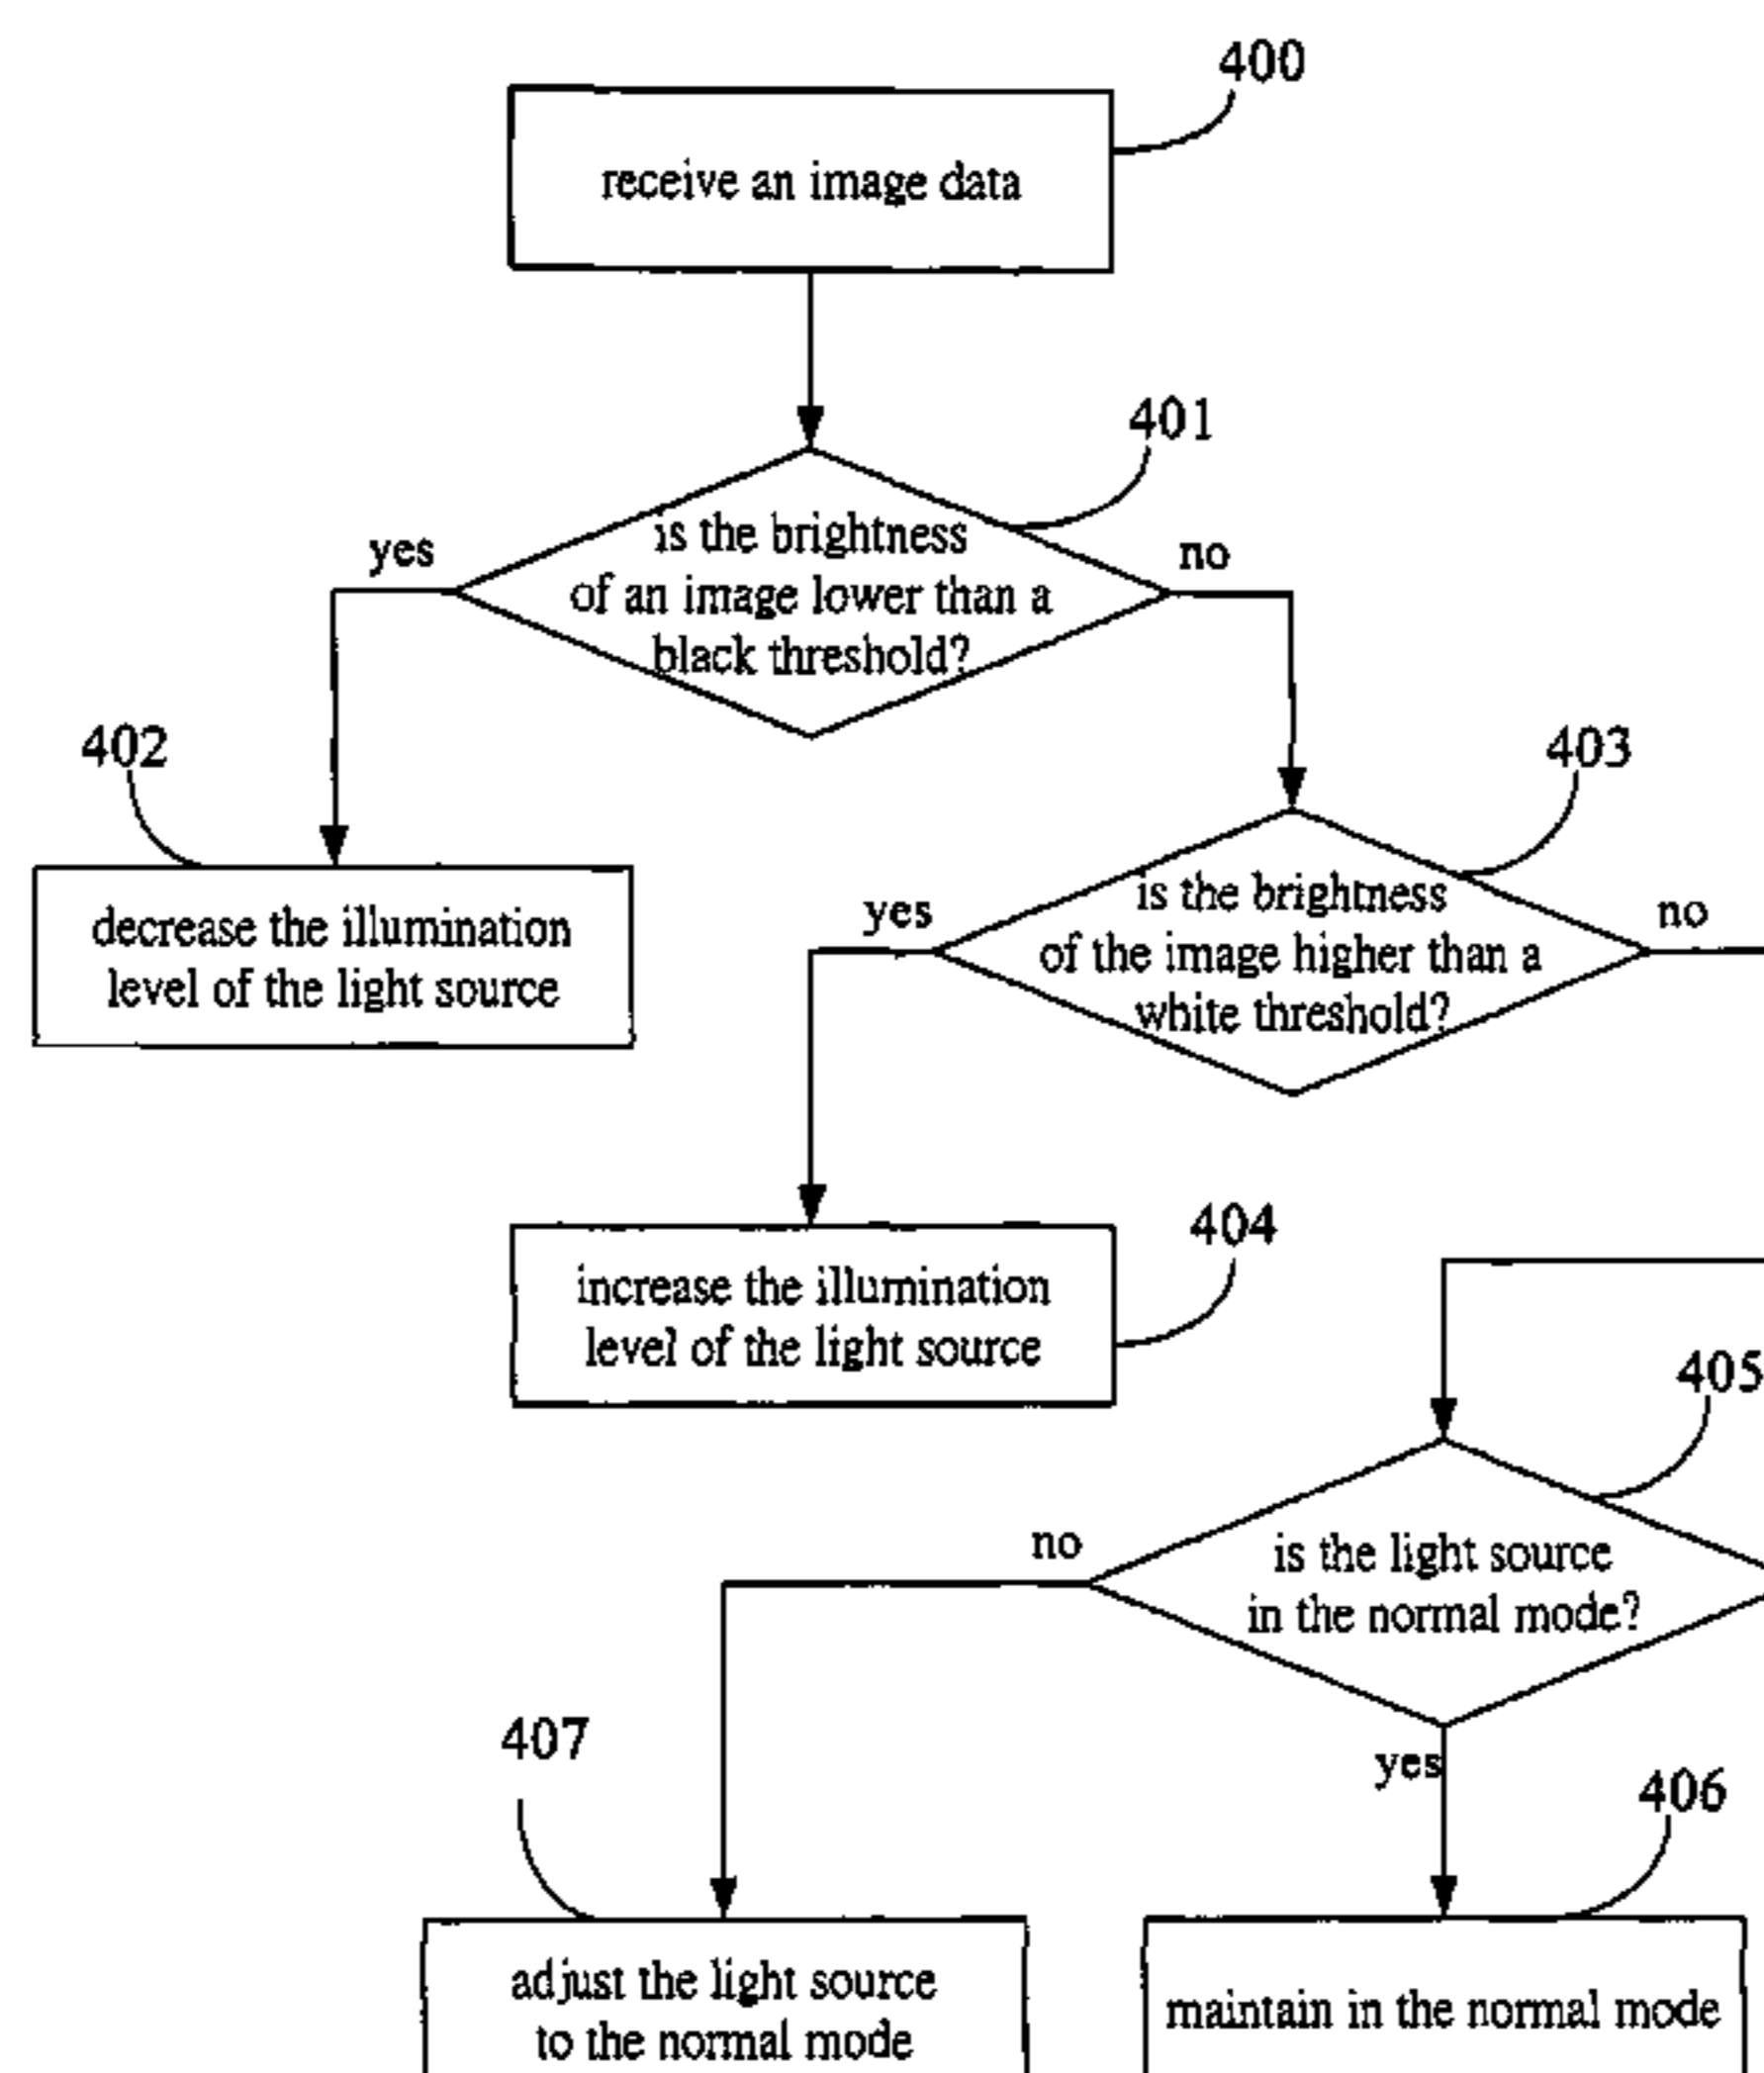 400
receive an image data
401
is the brightness
of an image lower than a
black threshold?
yes
no
402
decrease the illumination
level of the light source
403
is the brightness
of the image higher than a
white threshold?
yes
no
404
increase the illumination
level of the light source
405
is the light source
in the normal mode?
no
yes
407
adjust the light source
to the normal mode
406
maintain in the normal mode